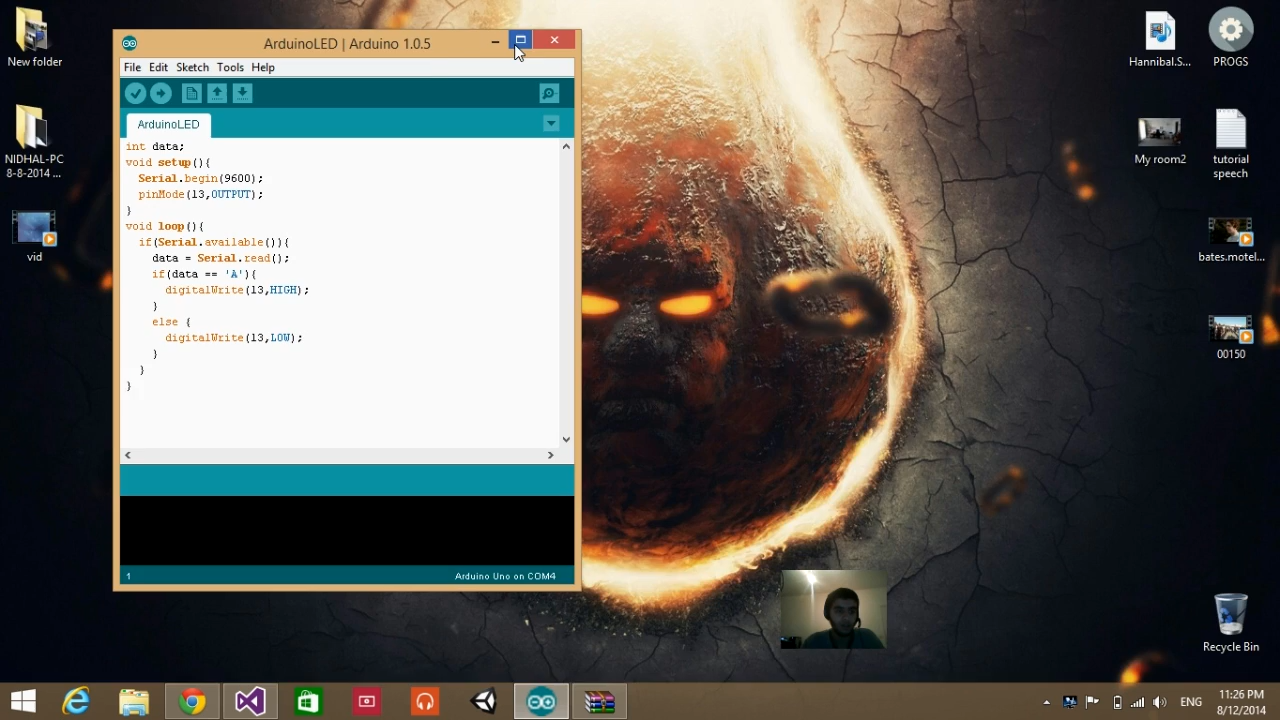 New folder
NIDHAL-PC
8-8-2014 ...
vid
ArduinoLED | Arduino 1.0.5
File Edit Sketch Tools Help
ArduinoLED
int data;
void setup(){
Serial.begin(9600);
pinMode(13,OUTPUT);
}
void loop(){
if(Serial.available()){
data = Serial.read();
if(data == 'A'){
digitalWrite(13,HIGH);
}
else {
digitalWrite(13,LOW);
}
}
}
1
Arduino Uno on COM4
Hannibal.S...
PROGS
My room2
tutorial
speech
bates.motel...
00150
Recycle Bin
ENG
11:26 PM
8/12/2014